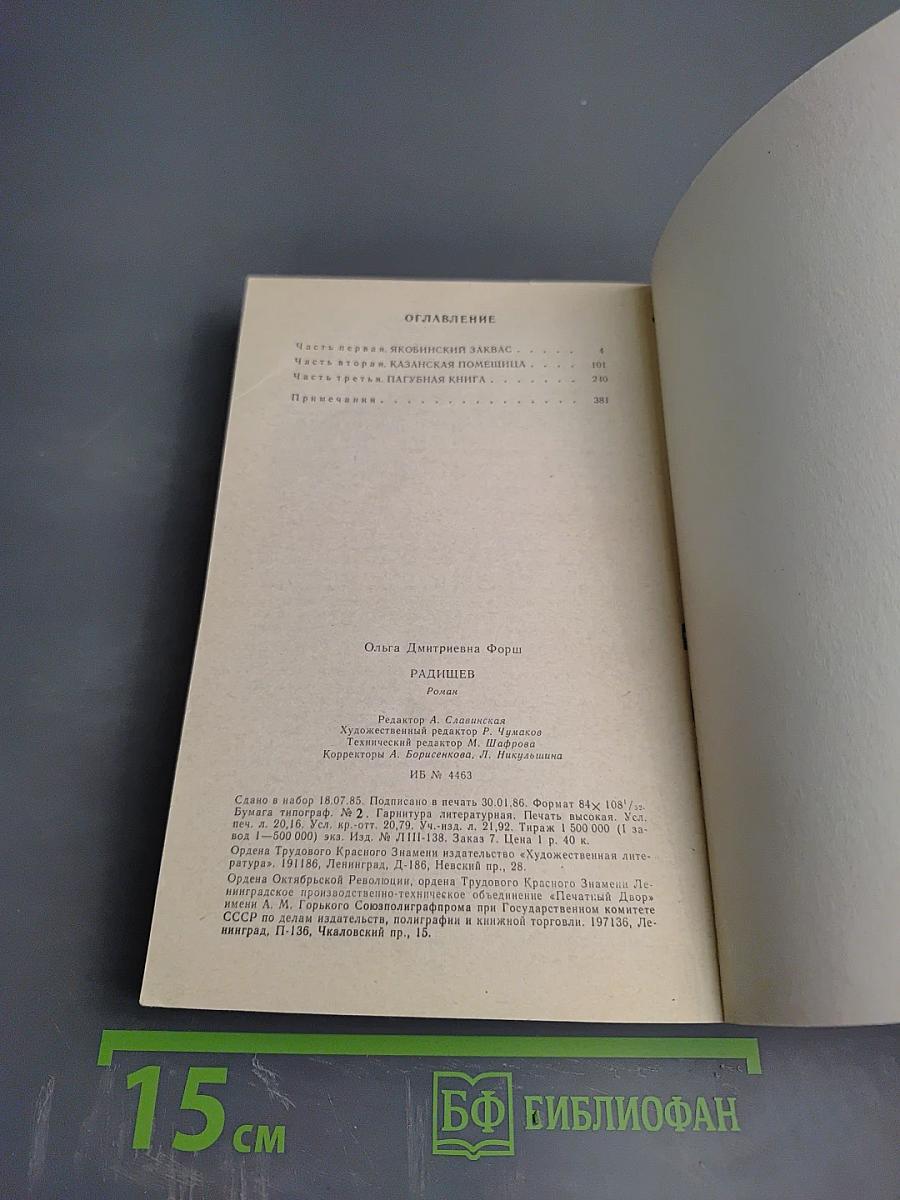 ОГЛАВЛЕНИЕ
Часть первая. ЯКОБИНСКИЙ ЗАКВАС . . . . . 4
Часть вторая. КАЗАНСКАЯ ПОМЕЩИЦА . . . . 101
Часть третья. ПАГУБНАЯ КНИГА . . . . . . . 240
Примечания . . . . . . . . . . . . . . . 381
Ольга Дмитриевна Форш
РАДИЩЕВ
Роман
Редактор А. Славинская
Художественный редактор Р. Чумаков
Технический редактор М. Шафрова
Корректоры А. Борисенкова, Л. Никульшина
ИБ № 4463
Сдано в набор 18.07.85. Подписано в печать 30.01.86. Формат 84×108¹/₃₂.
Бумага типограф. № 2. Гарнитура литературная. Печать высокая. Усл.
печ. л. 20,16. Усл. кр.-отт. 20,79. Уч.-изд. л. 21,92. Тираж 1 500 000 (I за-
вод 1—500 000) экз. Изд. № ЛIII-138. Заказ 7. Цена 1 р. 40 к.
Ордена Трудового Красного Знамени издательство «Художественная лите-
ратура». 191186, Ленинград, Д-186, Невский пр., 28.
Ордена Октябрьской Революции, ордена Трудового Красного Знамени Ле-
нинградское производственно-техническое объединение «Печатный Двор»
имени А. М. Горького Союзполиграфпрома при Государственном комитете
СССР по делам издательств, полиграфии и книжной торговли. 197136, Ле-
нинград, П-136, Чкаловский пр., 15.
15 см
БФ БИБЛИОФАН